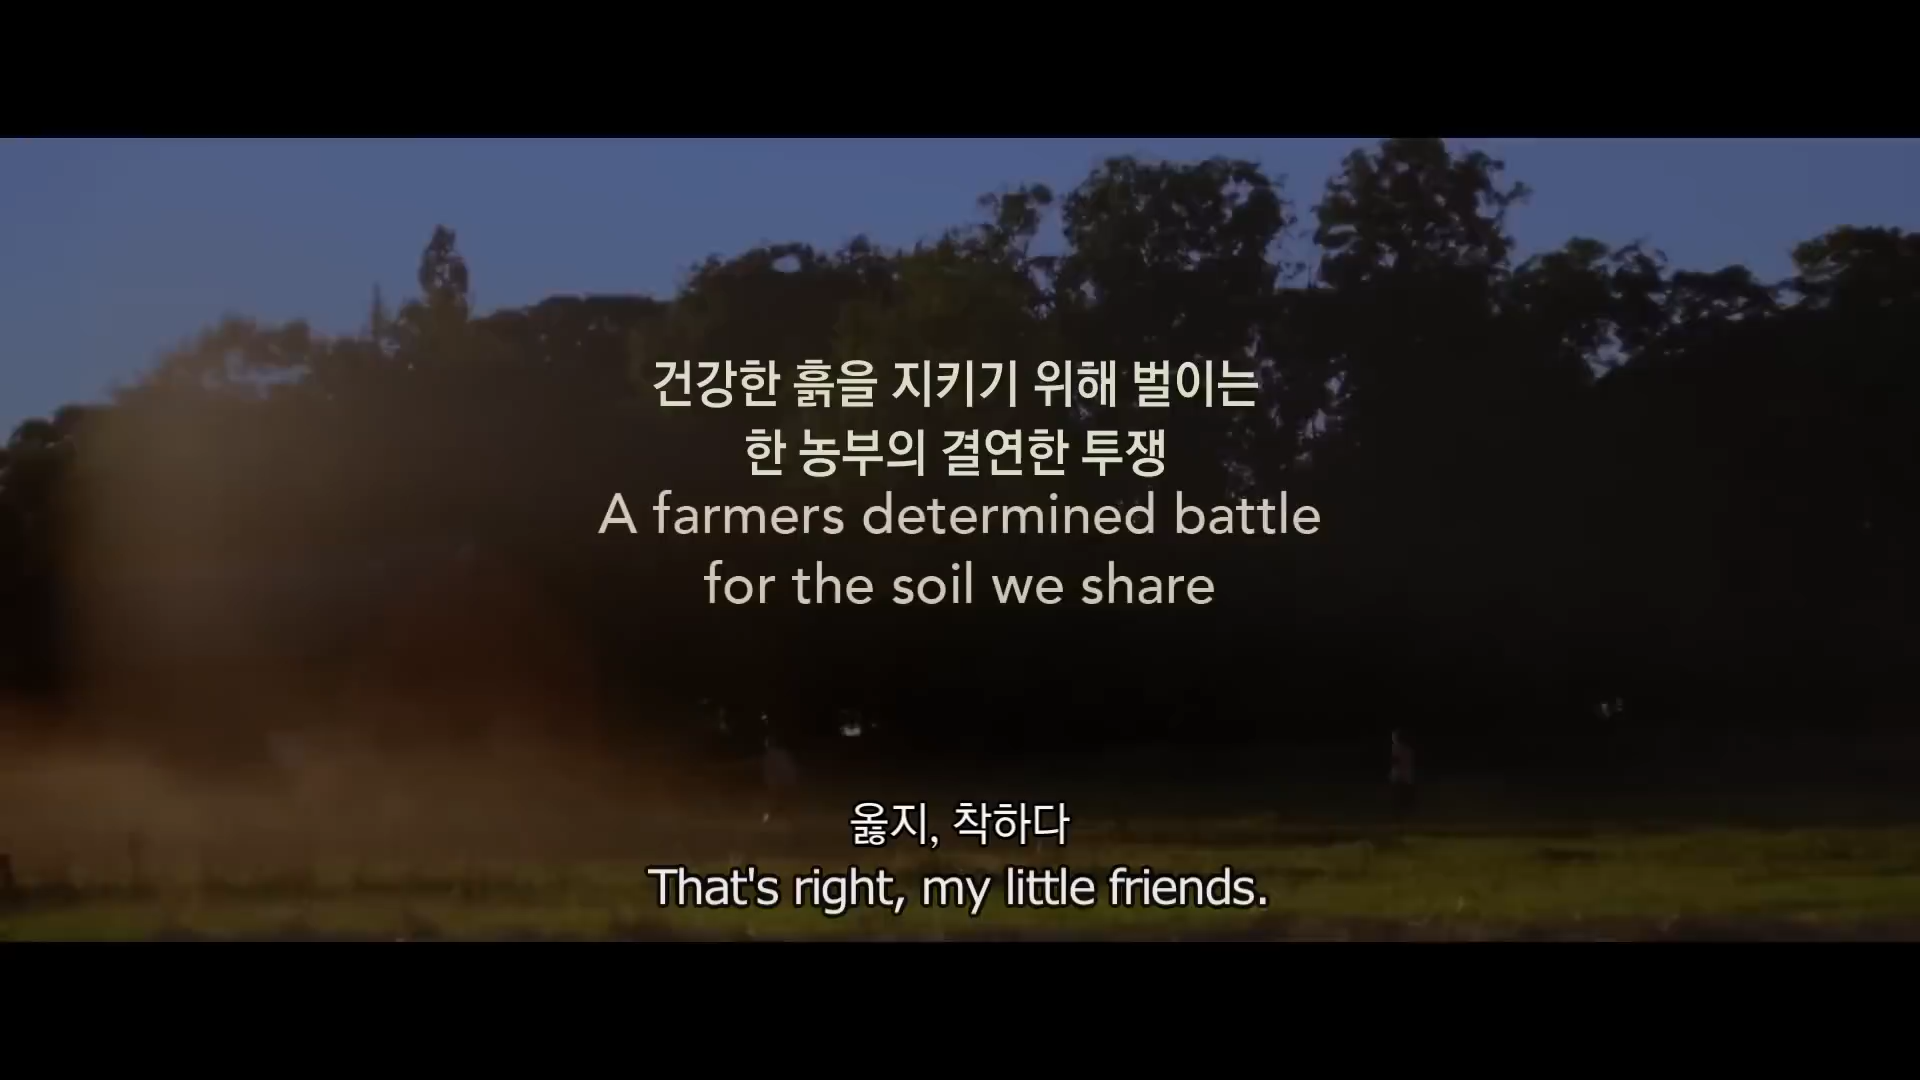 건강한 흙을 지키기 위해 벌이는
한 농부의 결연한 투쟁
A farmers determined battle
for the soil we share
옳지, 착하다
That's right, my little friends.